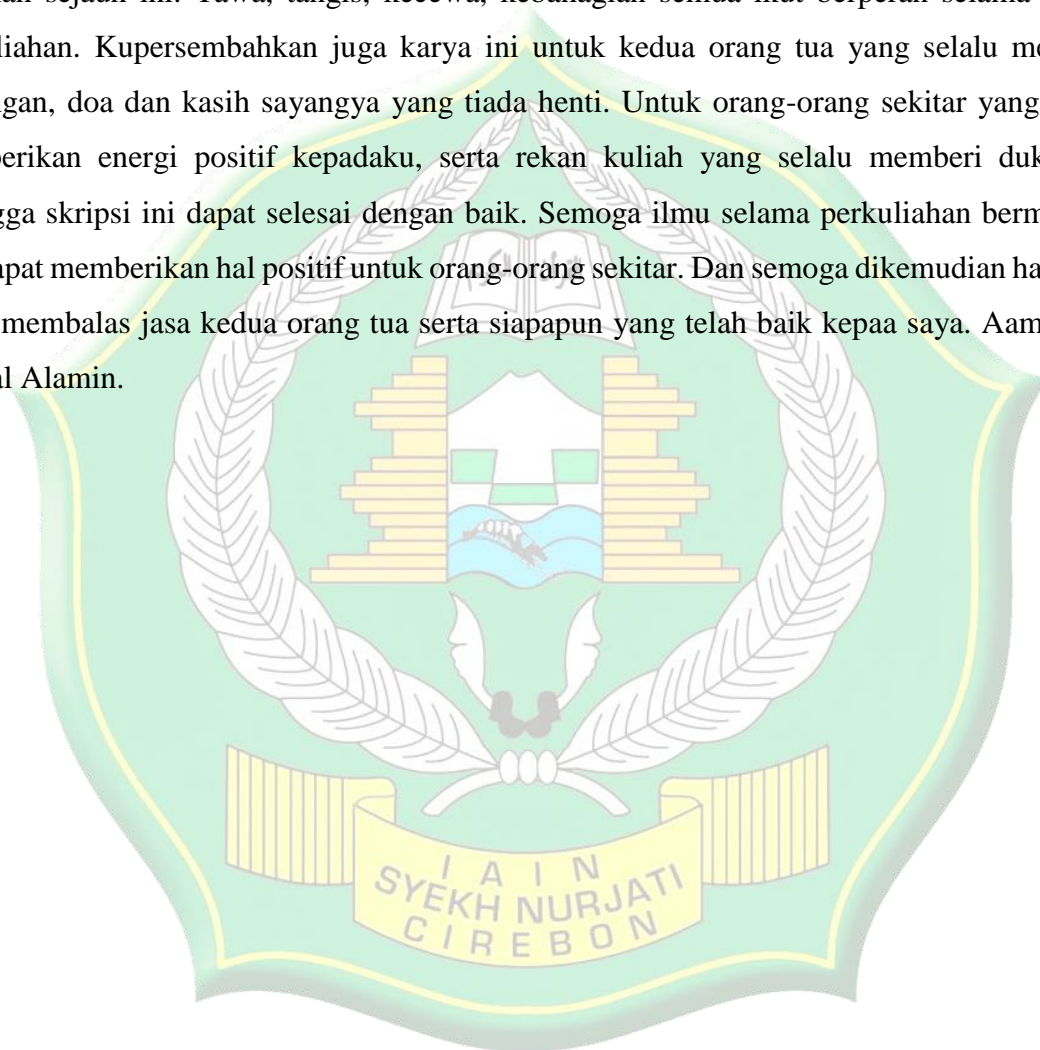 sejauh ini. Tawa, tangis, kecewa, kebahagian semua ikut berperan selama
liahan. Kupersembahkan juga karya ini untuk kedua orang tua yang selalu me
ngan, doa dan kasih sayangya yang tiada henti. Untuk orang-orang sekitar yang
berikan energi positif kepadaku, serta rekan kuliah yang selalu memberi duk
gga skripsi ini dapat selesai dengan baik. Semoga ilmu selama perkuliahan berm
apat memberikan hal positif untuk orang-orang sekitar. Dan semoga dikemudian ha
membalas jasa kedua orang tua serta siapapun yang telah baik kepaa saya. Aam
al Alamin.
IAIN
SYEKH NURJATI
CIREBON